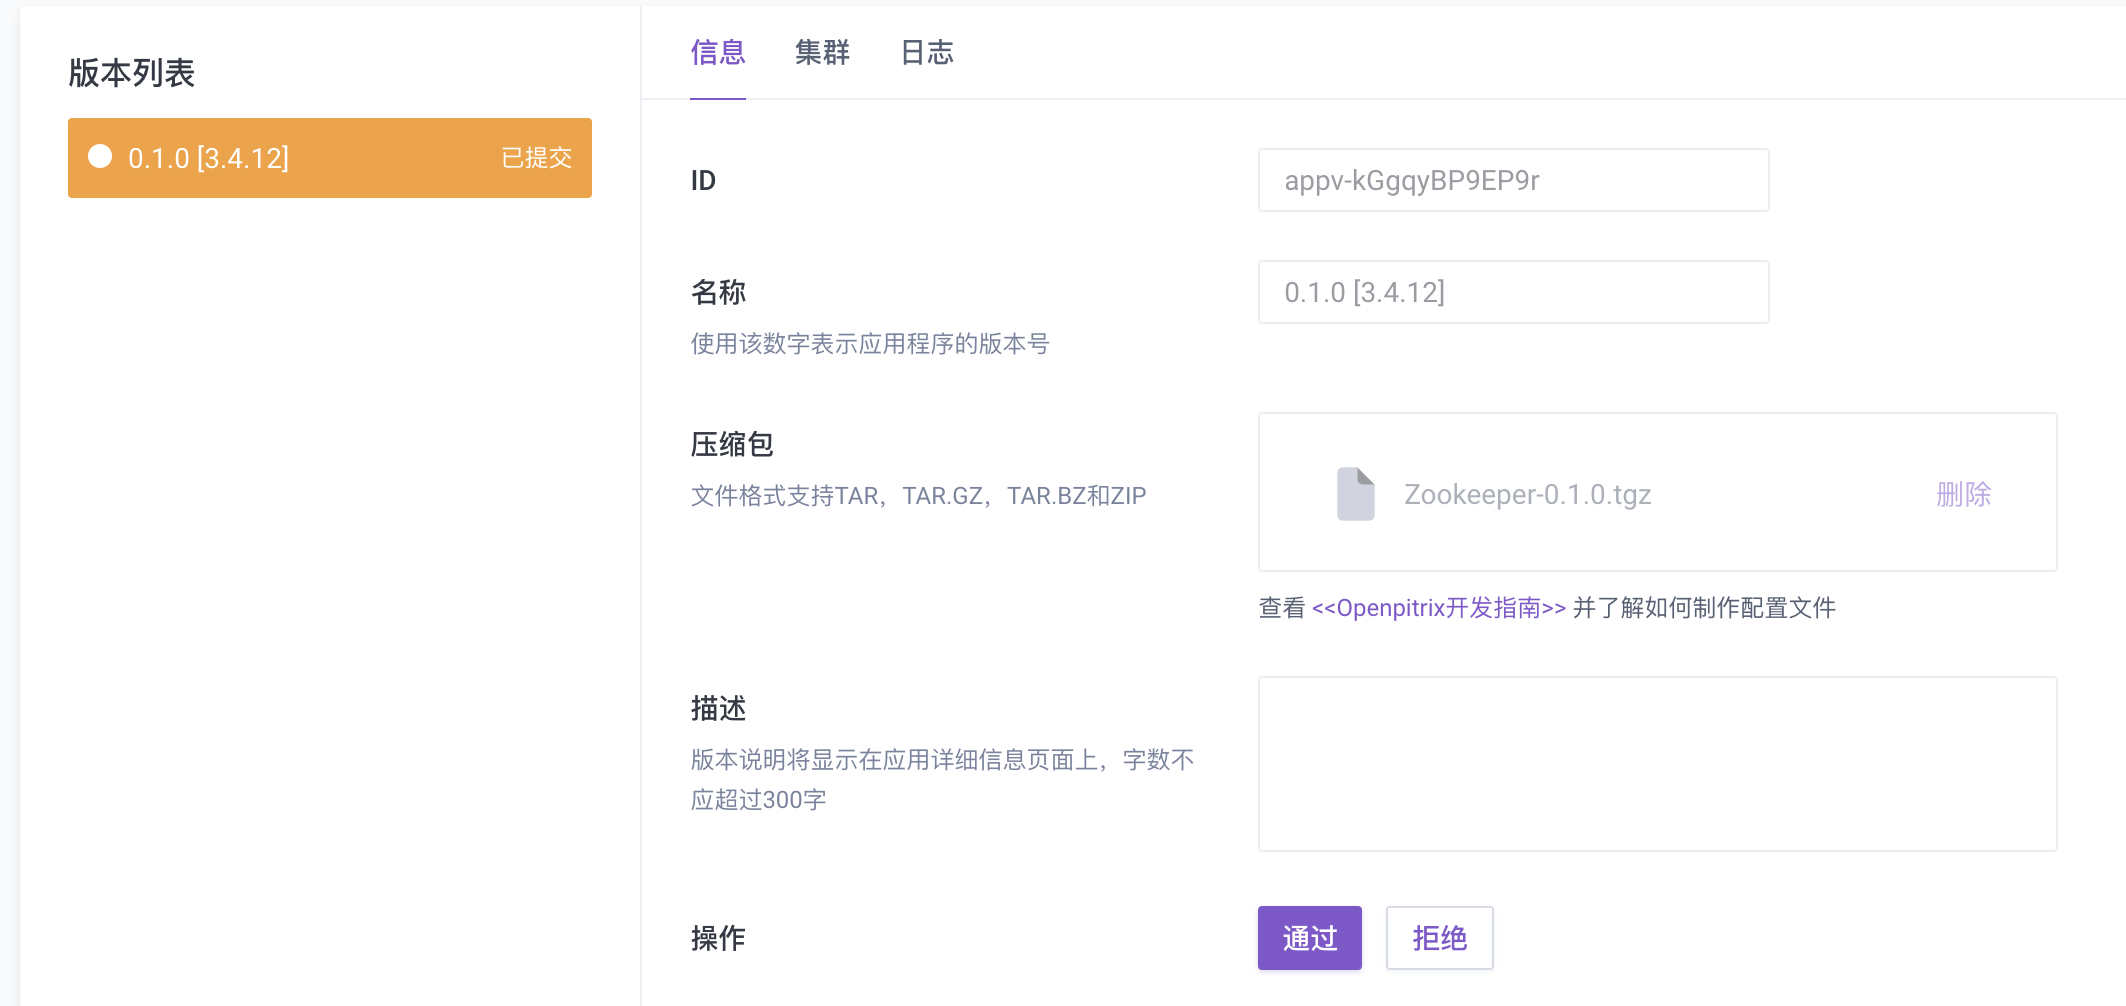 版本列表
0.1.0 [3.4.12] 已提交
信息 集群 日志
ID
appv-kGgqyBP9EP9r
名称
使用该数字表示应用程序的版本号
0.1.0 [3.4.12]
压缩包
文件格式支持TAR，TAR.GZ，TAR.BZ和ZIP
Zookeeper-0.1.0.tgz 删除
查看 <<Openpitrix开发指南>> 并了解如何制作配置文件
描述
版本说明将显示在应用详细信息页面上，字数不
应超过300字
操作
通过 拒绝